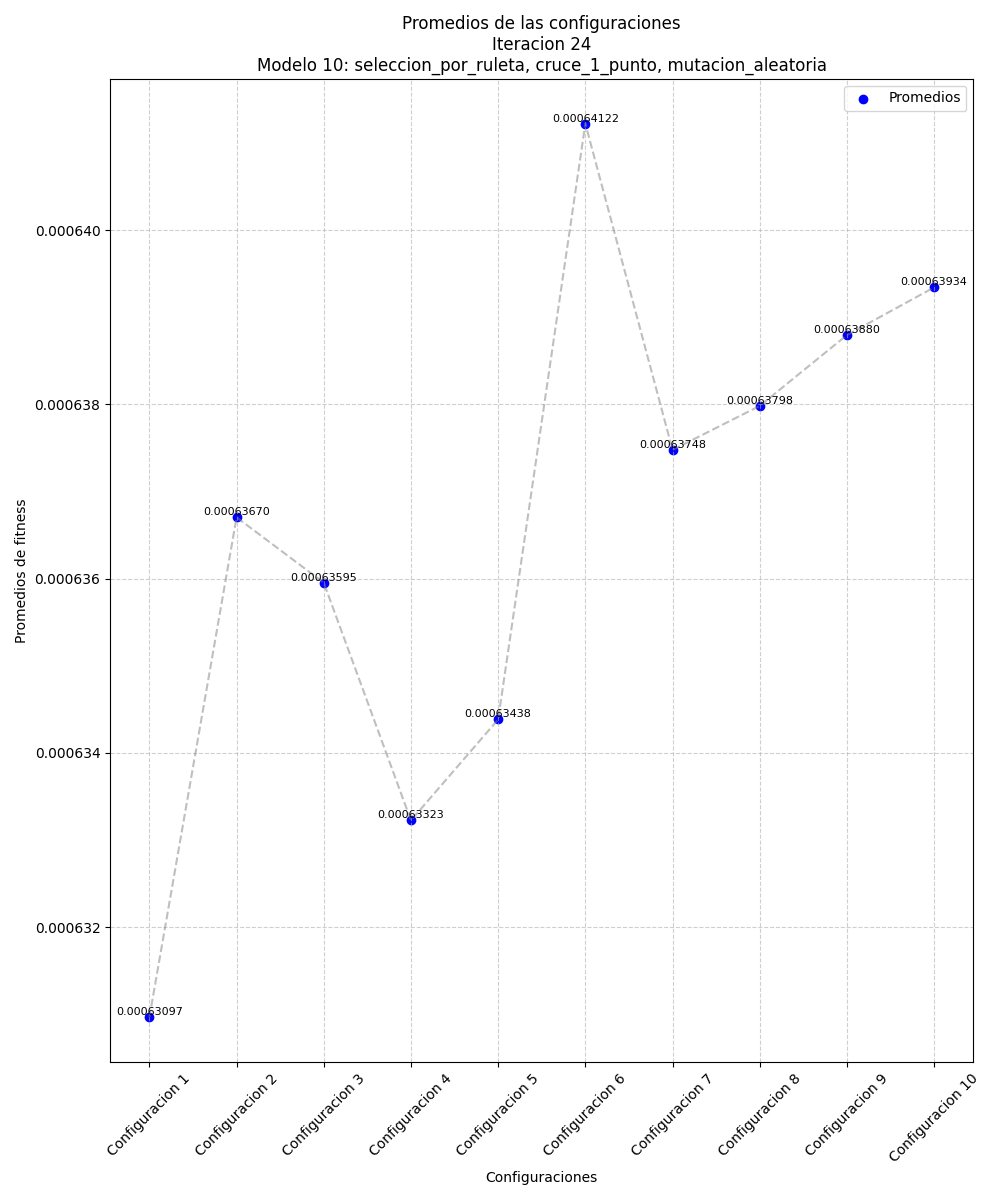 Promedios de las configuraciones
Iteracion 24
Modelo 10: seleccion_por_ruleta, cruce_1_punto, mutacion_aleatoria
Promedios
0.00064122
0.000640
0.00063934
0.00063880
0.000638
0.00063798
0.00063748
0.00063670
0.000636
0.00063595
0.00063438
0.000634
0.00063323
0.000632
0.00063097
Promedios de fitness
Configuracion 1
Configuracion 2
Configuracion 3
Configuracion 4
Configuracion 5
Configuracion 6
Configuracion 7
Configuracion 8
Configuracion 9
Configuracion 10
Configuraciones